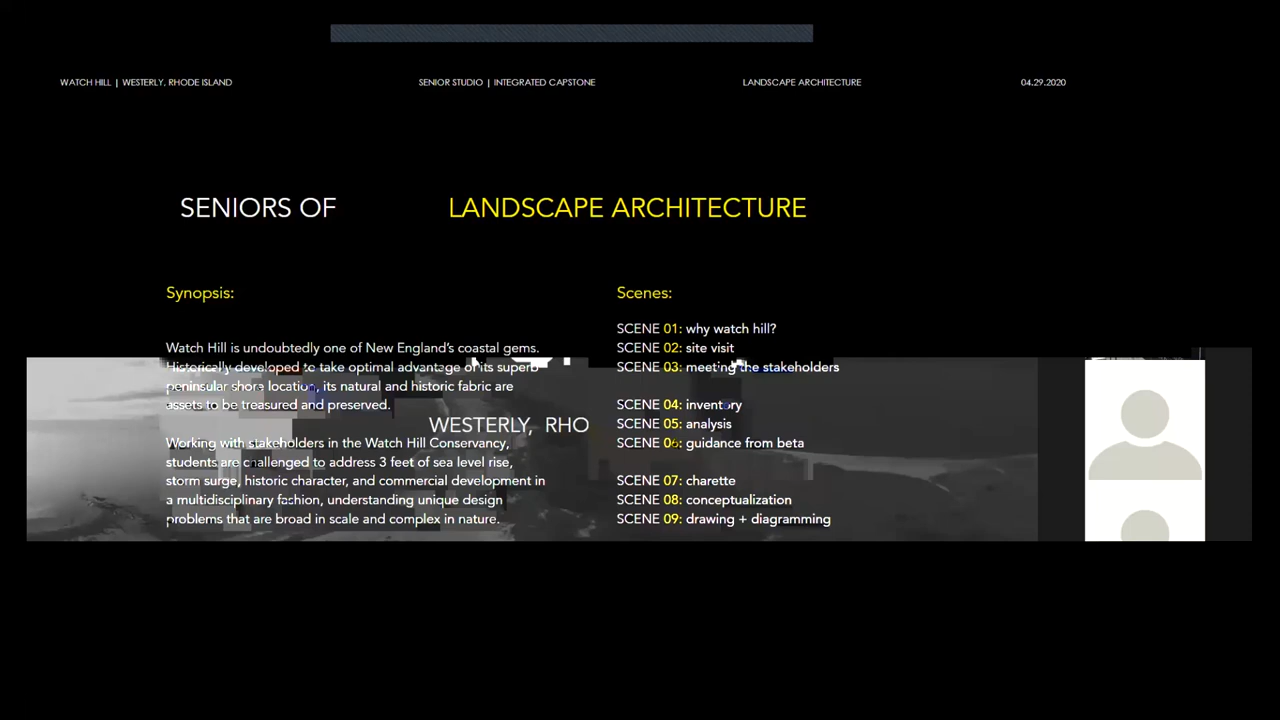 WATCH HILL | WESTERLY, RHODE ISLAND
SENIOR STUDIO | INTEGRATED CAPSTONE
LANDSCAPE ARCHITECTURE
04.29.2020
SENIORS OF LANDSCAPE ARCHITECTURE
Synopsis:
Watch Hill is undoubtedly one of New England's coastal gems.
Historically developed to take optimal advantage of its superb
peninsular shore location, its natural and historic fabric are
assets to be treasured and preserved.
WESTERLY, RHO
Working with stakeholders in the Watch Hill Conservancy,
students are challenged to address 3 feet of sea level rise,
storm surge, historic character, and commercial development in
a multidisciplinary fashion, understanding unique design
problems that are broad in scale and complex in nature.
Scenes:
SCENE 01: why watch hill?
SCENE 02: site visit
SCENE 03: meeting the stakeholders
SCENE 04: inventory
SCENE 05: analysis
SCENE 06: guidance from beta
SCENE 07: charette
SCENE 08: conceptualization
SCENE 09: drawing + diagramming